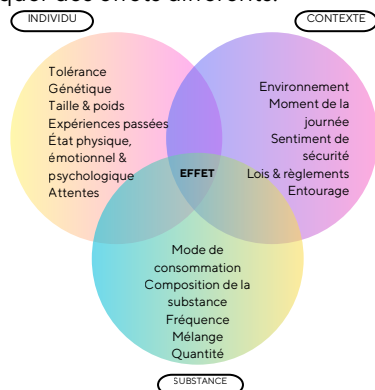 quer des effets différents.
INDIVIDU
CONTEXTE
Tolérance
Génétique
Taille & poids
Expériences passées
État physique,
émotionnel &
psychologique
Attentes
Environnement
Moment de la
journée
Sentiment de
sécurité
Lois & règlements
Entourage
EFFET
Mode de
consommation
Composition de la
substance
Fréquence
Mélange
Quantité
SUBSTANCE